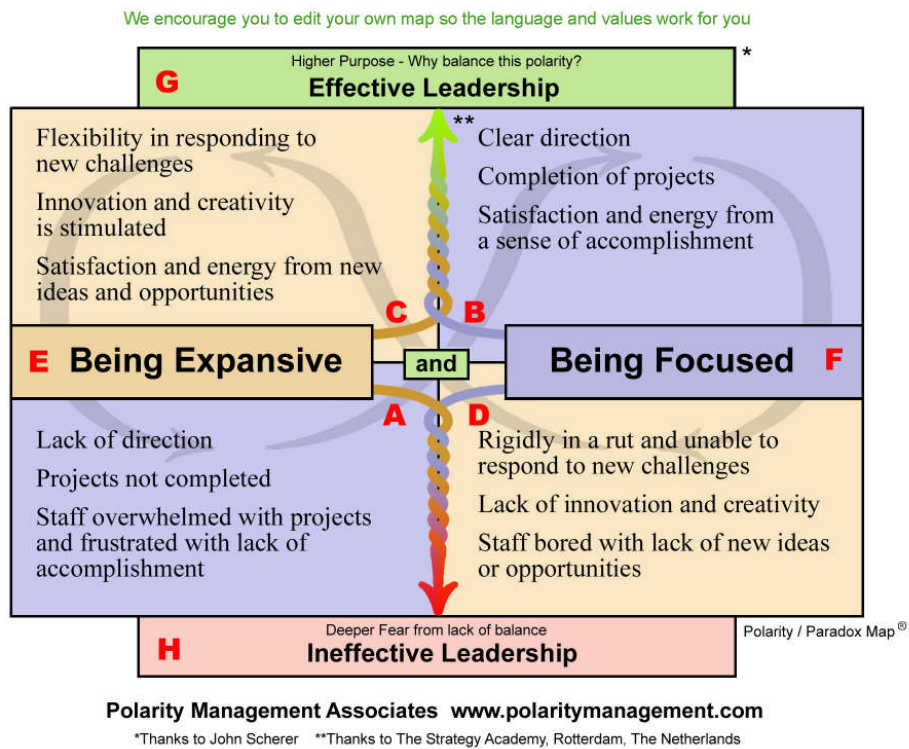 We encourage you to edit your own map so the language and values work for you
*
G
Higher Purpose - Why balance this polarity?
Effective Leadership
**
Flexibility in responding to
new challenges
Innovation and creativity
is stimulated
Satisfaction and energy from new
ideas and opportunities
Clear direction
Completion of projects
Satisfaction and energy from
a sense of accomplishment
C
B
E
Being Expansive
and
Being Focused
F
A
D
Lack of direction
Projects not completed
Staff overwhelmed with projects
and frustrated with lack of
accomplishment
Rigidly in a rut and unable to
respond to new challenges
Lack of innovation and creativity
Staff bored with lack of new ideas
or opportunities
H
Deeper Fear from lack of balance
Ineffective Leadership
Polarity / Paradox Map®
Polarity Management Associates www.polaritymanagement.com
*Thanks to John Scherer **Thanks to The Strategy Academy, Rotterdam, The Netherlands